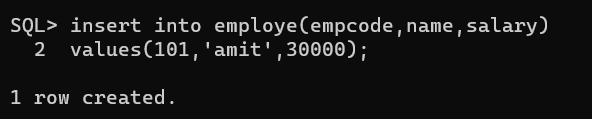 SQL> insert into employe(empcode,name,salary)
  2  values(101,'amit',30000);
1 row created.